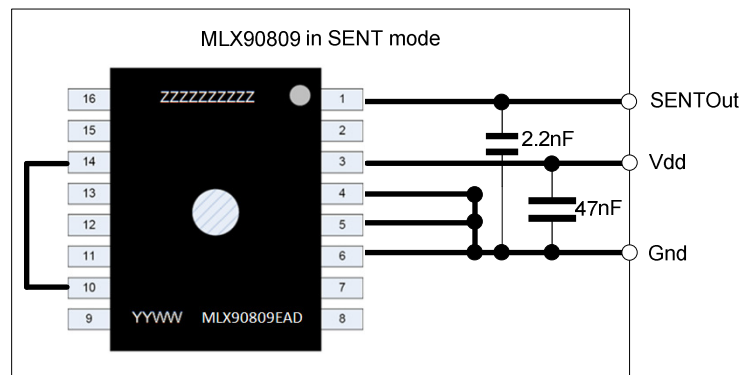 MLX90809 in SENT mode
ZZZZZZZZZZ
16 1 SENTOut
15 2
2.2nF
14 3 Vdd
13 4
47nF
12 5
11 6 Gnd
10 7
9 YYWW MLX90809EAD 8